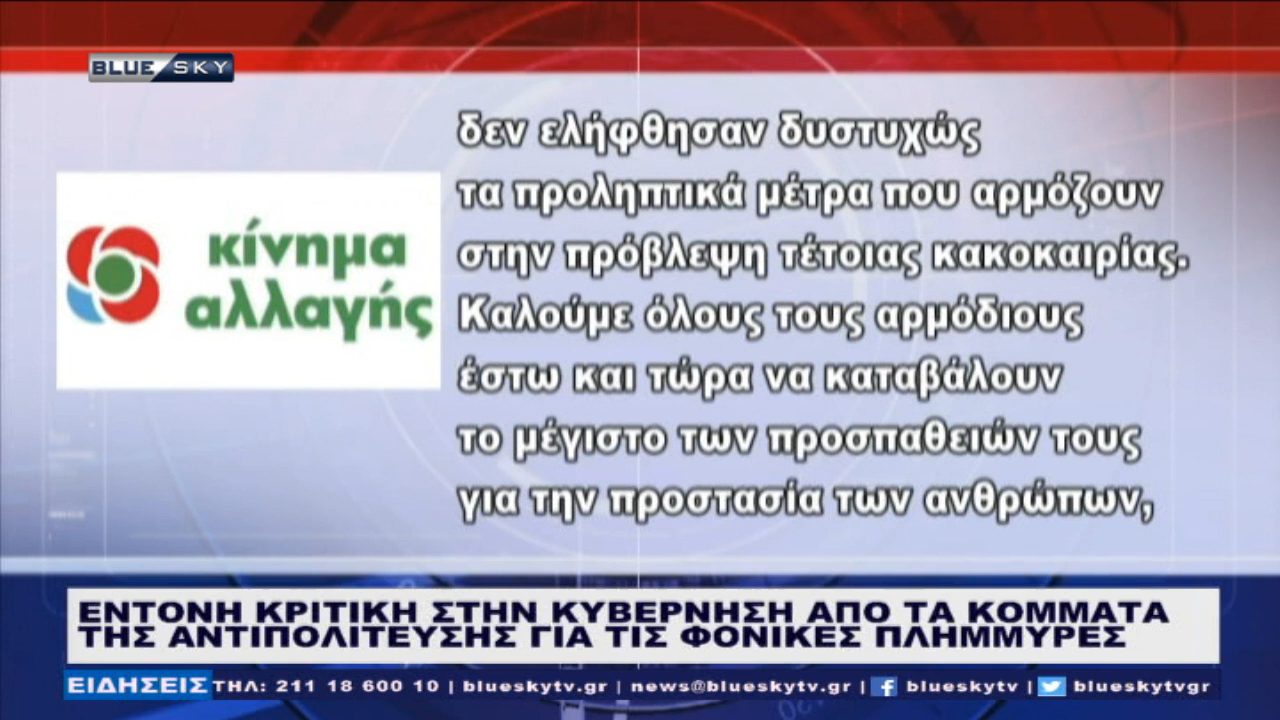 BLUE SKY
δεν ελήφθησαν δυστυχώς
τα προληπτικά μέτρα που αρμόζουν
στην πρόβλεψη τέτοιας κακοκαιρίας.
Καλούμε όλους τους αρμόδιους
έστω και τώρα να καταβάλουν
το μέγιστο των προσπαθειών τους
για την προστασία των ανθρώπων,
κίνημα
αλλαγής
ΕΝΤΟΝΗ ΚΡΙΤΙΚΗ ΣΤΗΝ ΚΥΒΕΡΝΗΣΗ ΑΠΟ ΤΑ ΚΟΜΜΑΤΑ
ΤΗΣ ΑΝΤΙΠΟΛΙΤΕΥΣΗΣ ΓΙΑ ΤΙΣ ΦΟΝΙΚΕΣ ΠΛΗΜΜΥΡΕΣ
ΕΙΔΗΣΕΙΣ ΤΗΛ: 211 18 600 10 | blueskytv.gr | news@blueskytv.gr | f blueskytv | blueskytvgr